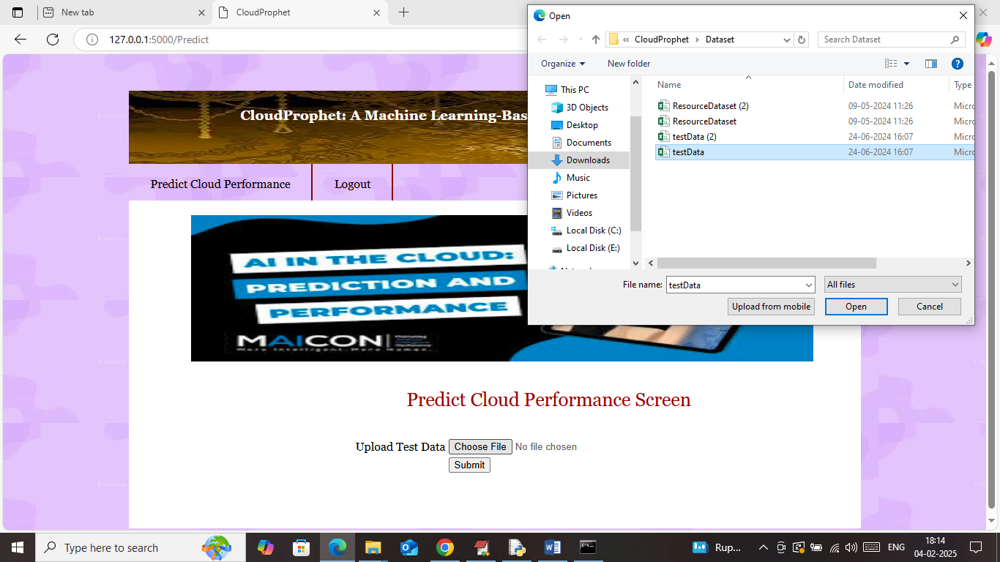 New tab
CloudProphet
127.0.0.1:5000/Predict
Open
« CloudProphet › Dataset
Search Dataset
Organize
New folder
This PC
3D Objects
Desktop
Documents
Downloads
Music
Pictures
Videos
Local Disk (C:)
Local Disk (E:)
Name Date modified Type
ResourceDataset (2) 09-05-2024 11:26 Micro
ResourceDataset 09-05-2024 11:26 Micro
testData (2) 24-06-2024 16:07 Micro
testData 24-06-2024 16:07 Micro
File name: testData
All files
Upload from mobile
Open
Cancel
CloudProphet: A Machine Learning-Bas
Predict Cloud Performance
Logout
AI IN THE CLOUD:
PREDICTION AND
PERFORMANCE
MAICON
More Intelligent. More Human.
Predict Cloud Performance Screen
Upload Test Data Choose File No file chosen
Submit
Type here to search
Rup...
ENG
18:14
04-02-2025